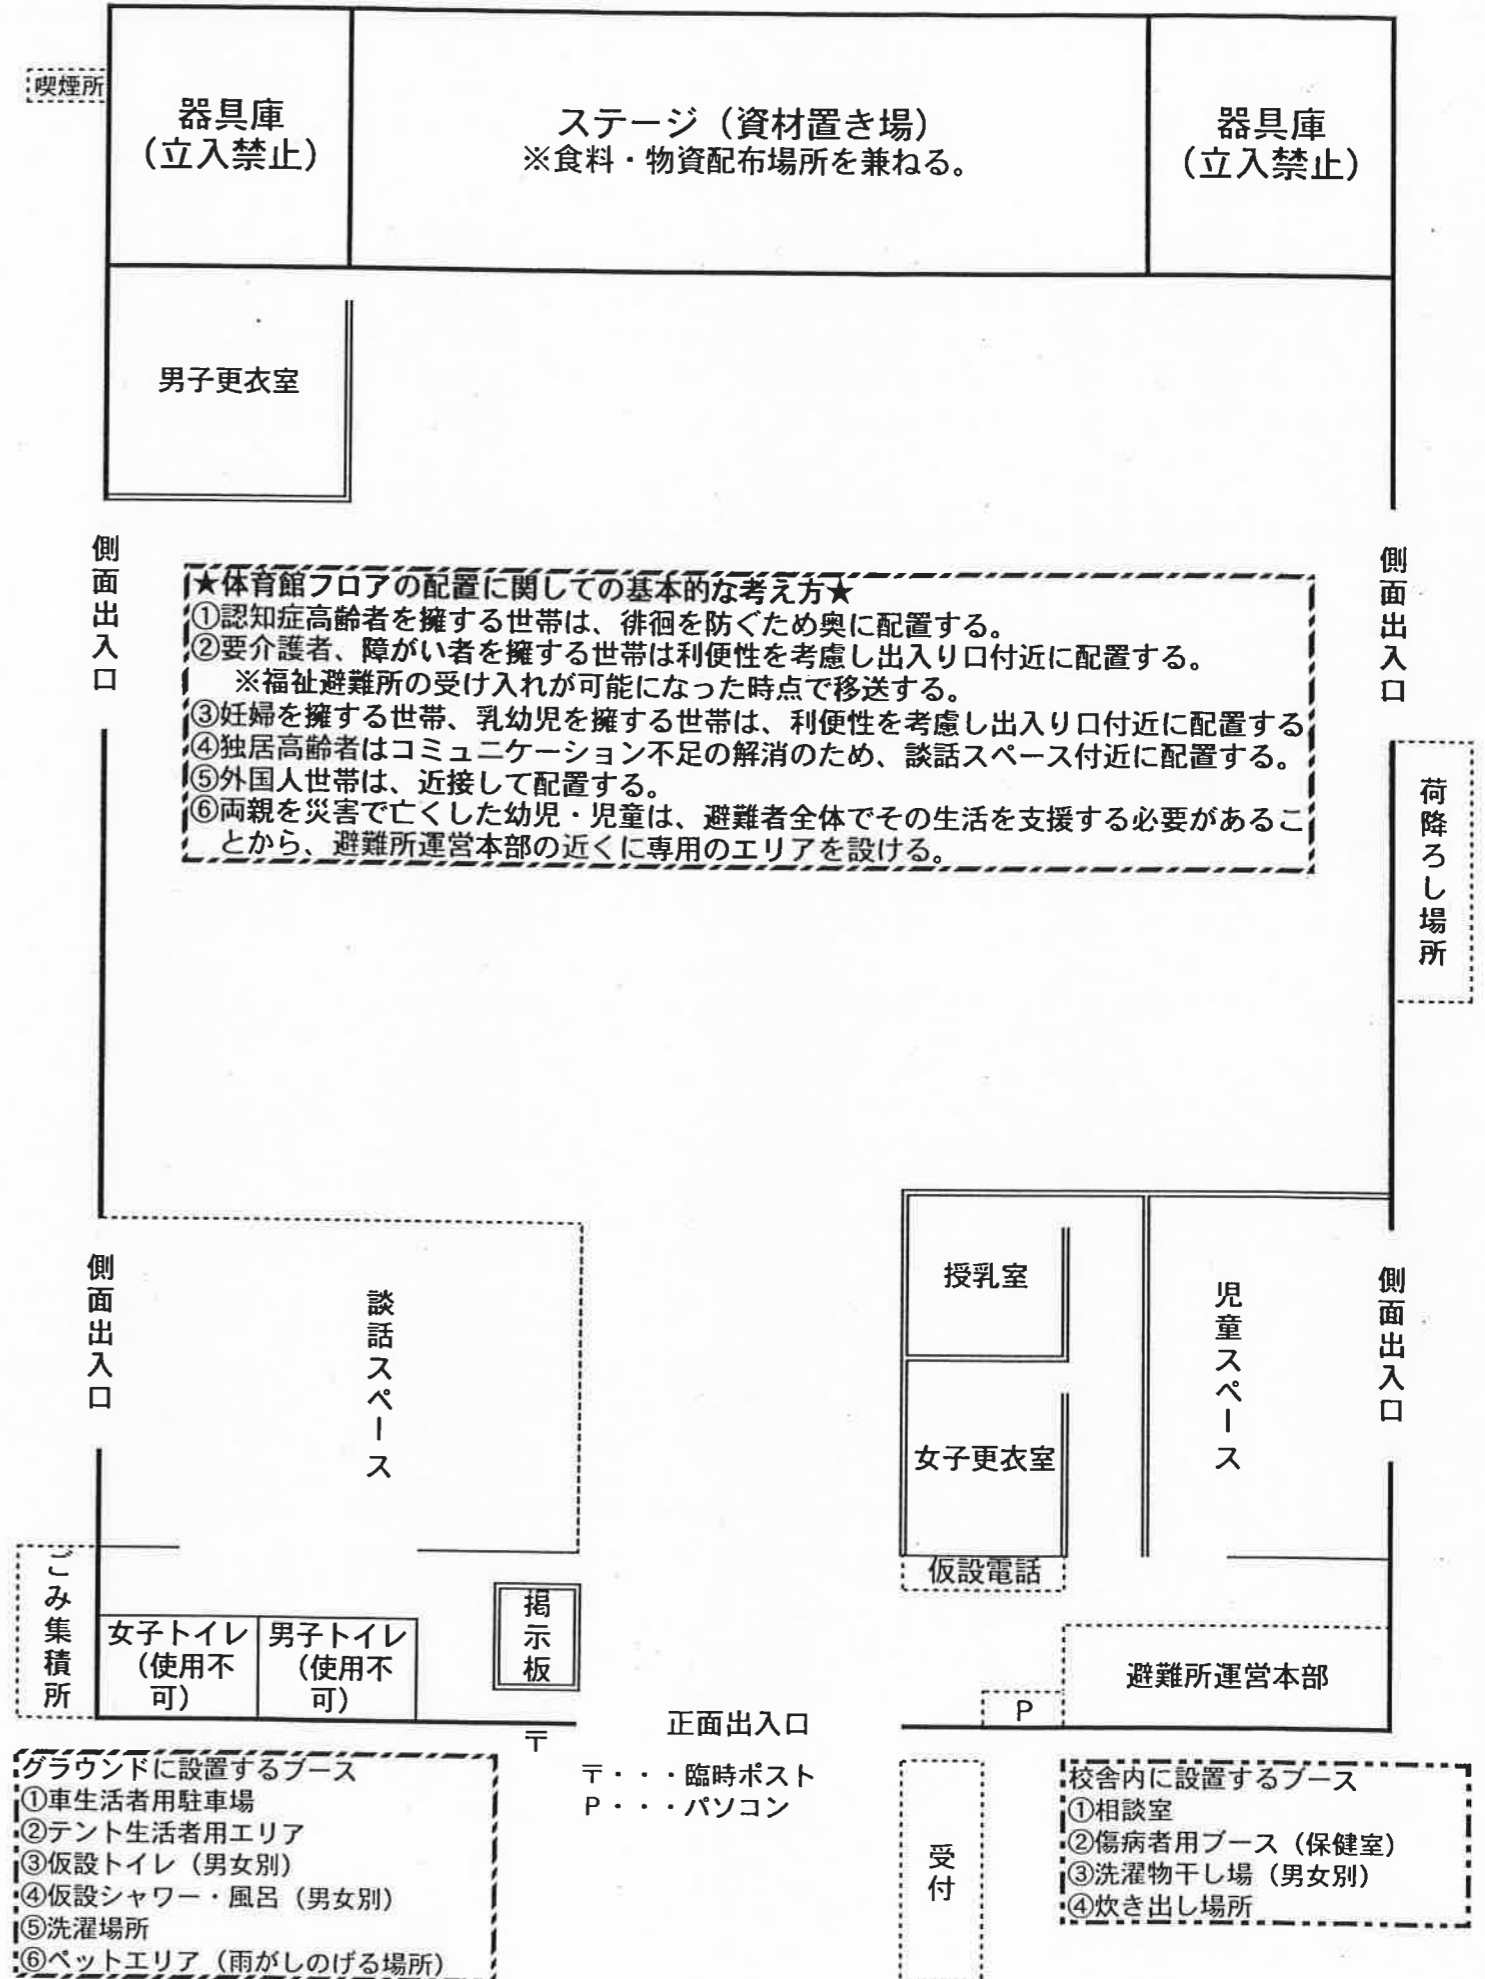 喫煙所
器具庫
（立入禁止）
ステージ（資材置き場）
※食料・物資配布場所を兼ねる。
器具庫
（立入禁止）
男子更衣室
側面出入口
側面出入口
★体育館フロアの配置に関しての基本的な考え方★
①認知症高齢者を擁する世帯は、徘徊を防ぐため奥に配置する。
②要介護者、障がい者を擁する世帯は利便性を考慮し出入り口付近に配置する。
※福祉避難所の受け入れが可能になった時点で移送する。
③妊婦を擁する世帯、乳幼児を擁する世帯は、利便性を考慮し出入り口付近に配置する
④独居高齢者はコミュニケーション不足の解消のため、談話スペース付近に配置する。
⑤外国人世帯は、近接して配置する。
⑥両親を災害で亡くした幼児・児童は、避難者全体でその生活を支援する必要があるこ
とから、避難所運営本部の近くに専用のエリアを設ける。
荷降ろし場所
側面出入口
談話スペース
授乳室
女子更衣室
児童スペース
側面出入口
仮設電話
ごみ集積所
女子トイレ
（使用不
可）
男子トイレ
（使用不
可）
掲示板
避難所運営本部
P
正面出入口
〒
〒・・・臨時ポスト
P・・・パソコン
受付
グラウンドに設置するブース
①車生活者用駐車場
②テント生活者用エリア
③仮設トイレ（男女別）
④仮設シャワー・風呂（男女別）
⑤洗濯場所
⑥ペットエリア（雨がしのげる場所）
校舎内に設置するブース
①相談室
②傷病者用ブース（保健室）
③洗濯物干し場（男女別）
④炊き出し場所